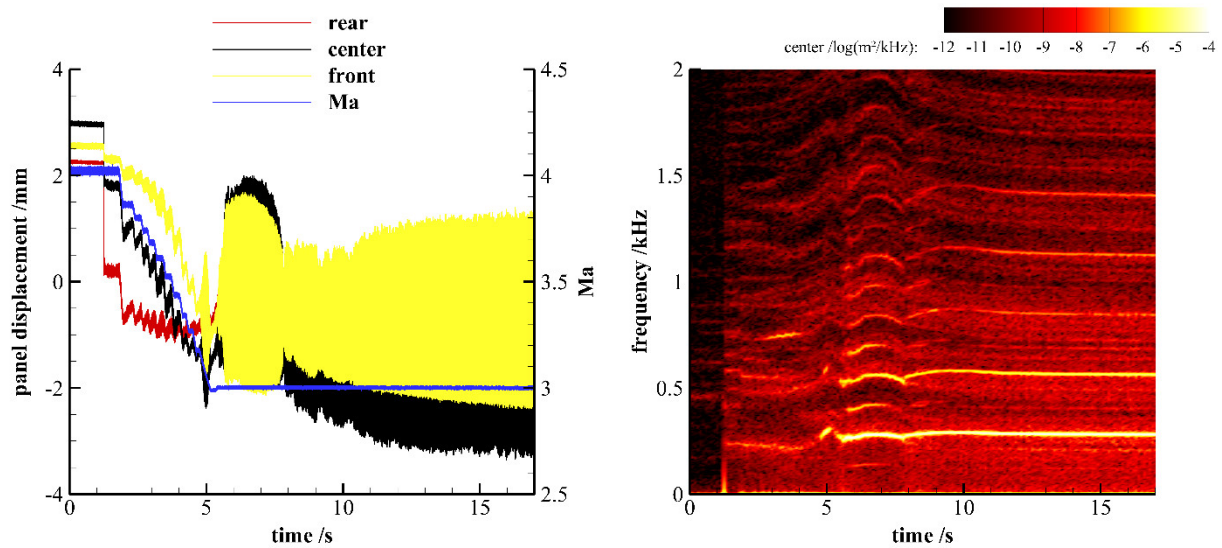 rear
center
front
Ma
4
2
0
-2
-4
panel displacement /mm
4.5
4
3.5
3
2.5
Ma
0
5
10
15
time /s
center /log(m²/kHz): -12 -11 -10 -9 -8 -7 -6 -5 -4
2
1.5
1
0.5
0
frequency /kHz
0
5
10
15
time /s